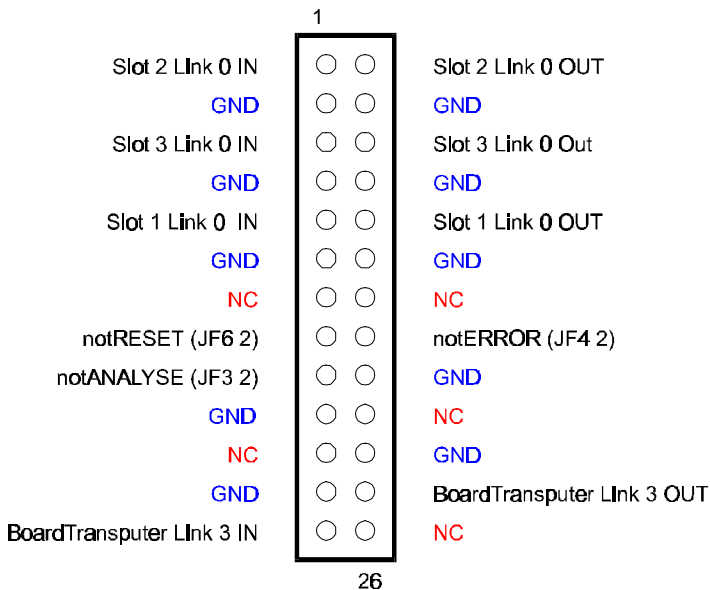 1
Slot 2 Link 0 IN Slot 2 Link 0 OUT
GND GND
Slot 3 Link 0 IN Slot 3 Link 0 Out
GND GND
Slot 1 Link 0 IN Slot 1 Link 0 OUT
GND GND
NC NC
notRESET (JF6 2) notERROR (JF4 2)
notANALYSE (JF3 2) GND
GND NC
NC GND
GND BoardTransputer Link 3 OUT
BoardTransputer Link 3 IN NC
26